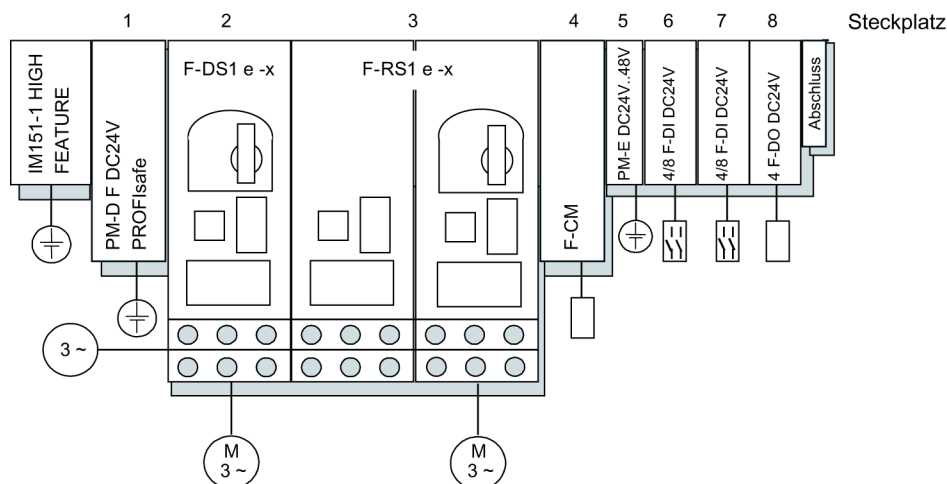 1 2 3 4 5 6 7 8 Steckplatz
IM151-1 HIGH
FEATURE
PM-D F DC24V
PROFIsafe
F-DS1 e -x
F-RS1 e -x
F-CM
PM-E DC24V..48V
4/8 F-DI DC24V
4/8 F-DI DC24V
4 F-DO DC24V
Abschluss
3 ~
M
3 ~
M
3 ~